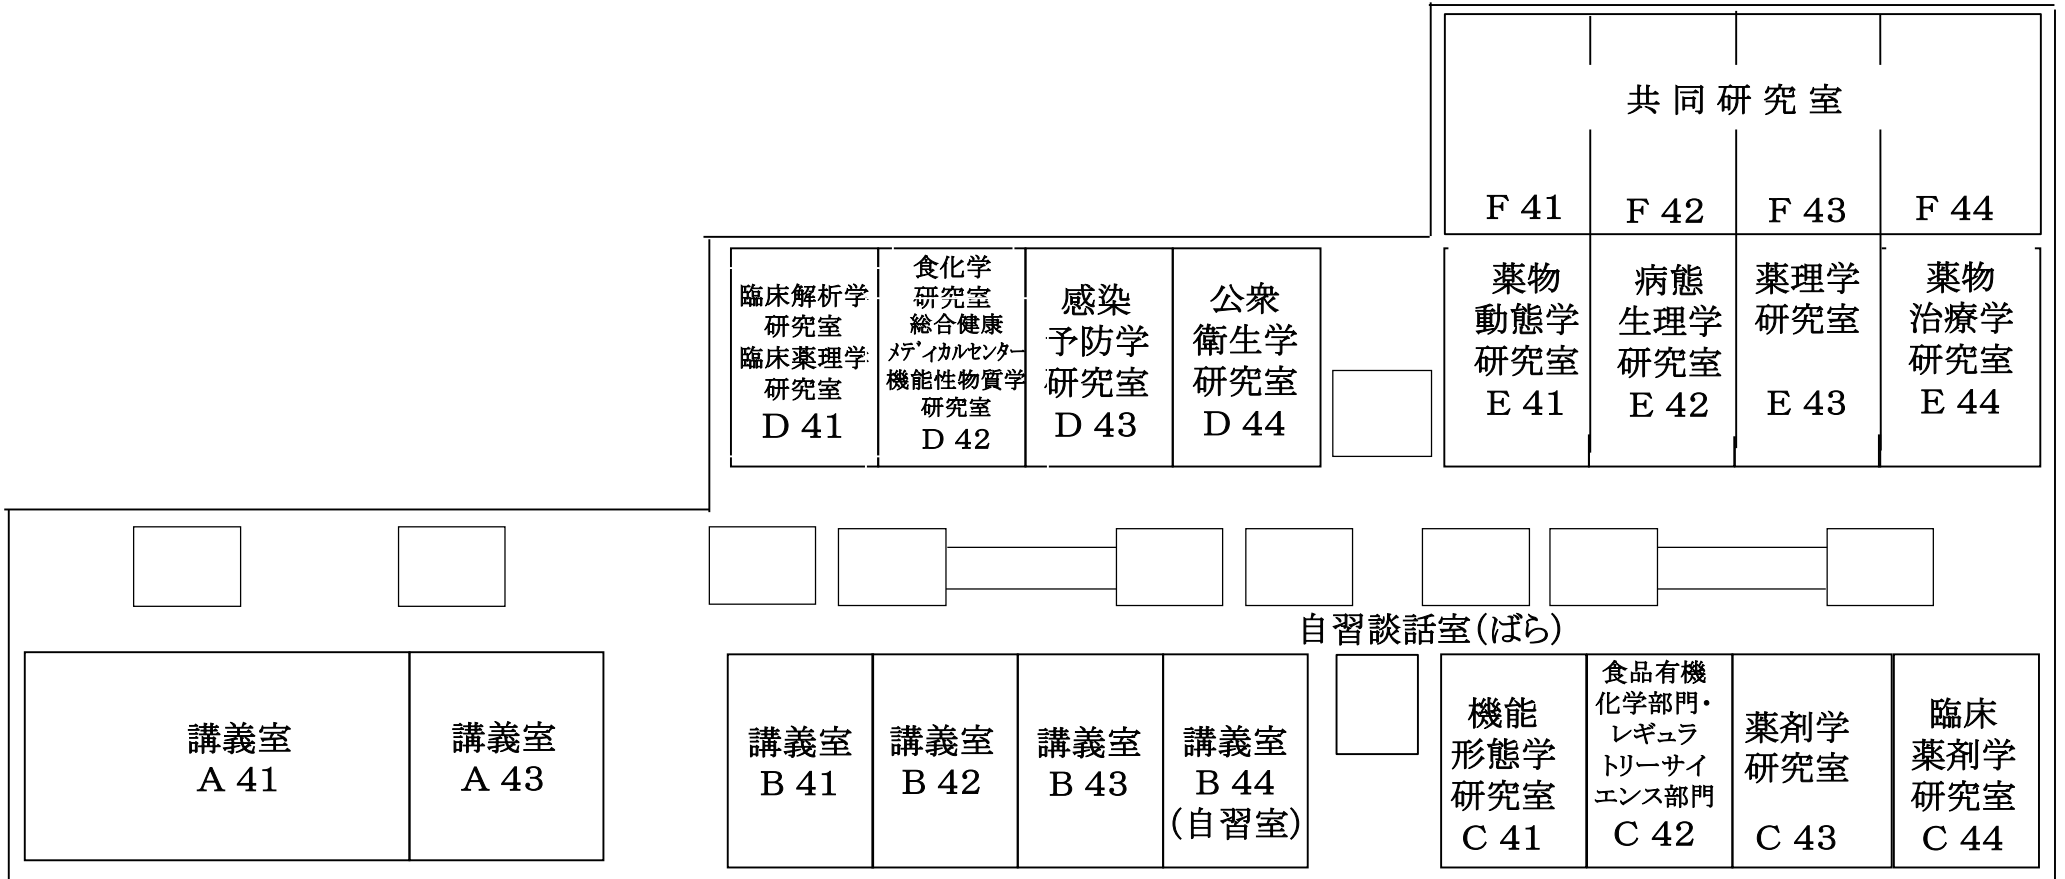 共同研究室
F 41
F 42
F 43
F 44
臨床解析学
研究室
臨床薬理学
研究室
D 41
食化学
研究室
総合健康
メディカルセンター
機能性物質学
研究室
D 42
感染
予防学
研究室
D 43
公衆
衛生学
研究室
D 44
薬物
動態学
研究室
E 41
病態
生理学
研究室
E 42
薬理学
研究室
E 43
薬物
治療学
研究室
E 44
自習談話室(ばら)
講義室
A 41
講義室
A 43
講義室
B 41
講義室
B 42
講義室
B 43
講義室
B 44
(自習室)
機能
形態学
研究室
C 41
食品有機
化学部門・
レギュラ
トリーサイ
エンス部門
C 42
薬剤学
研究室
C 43
臨床
薬剤学
研究室
C 44